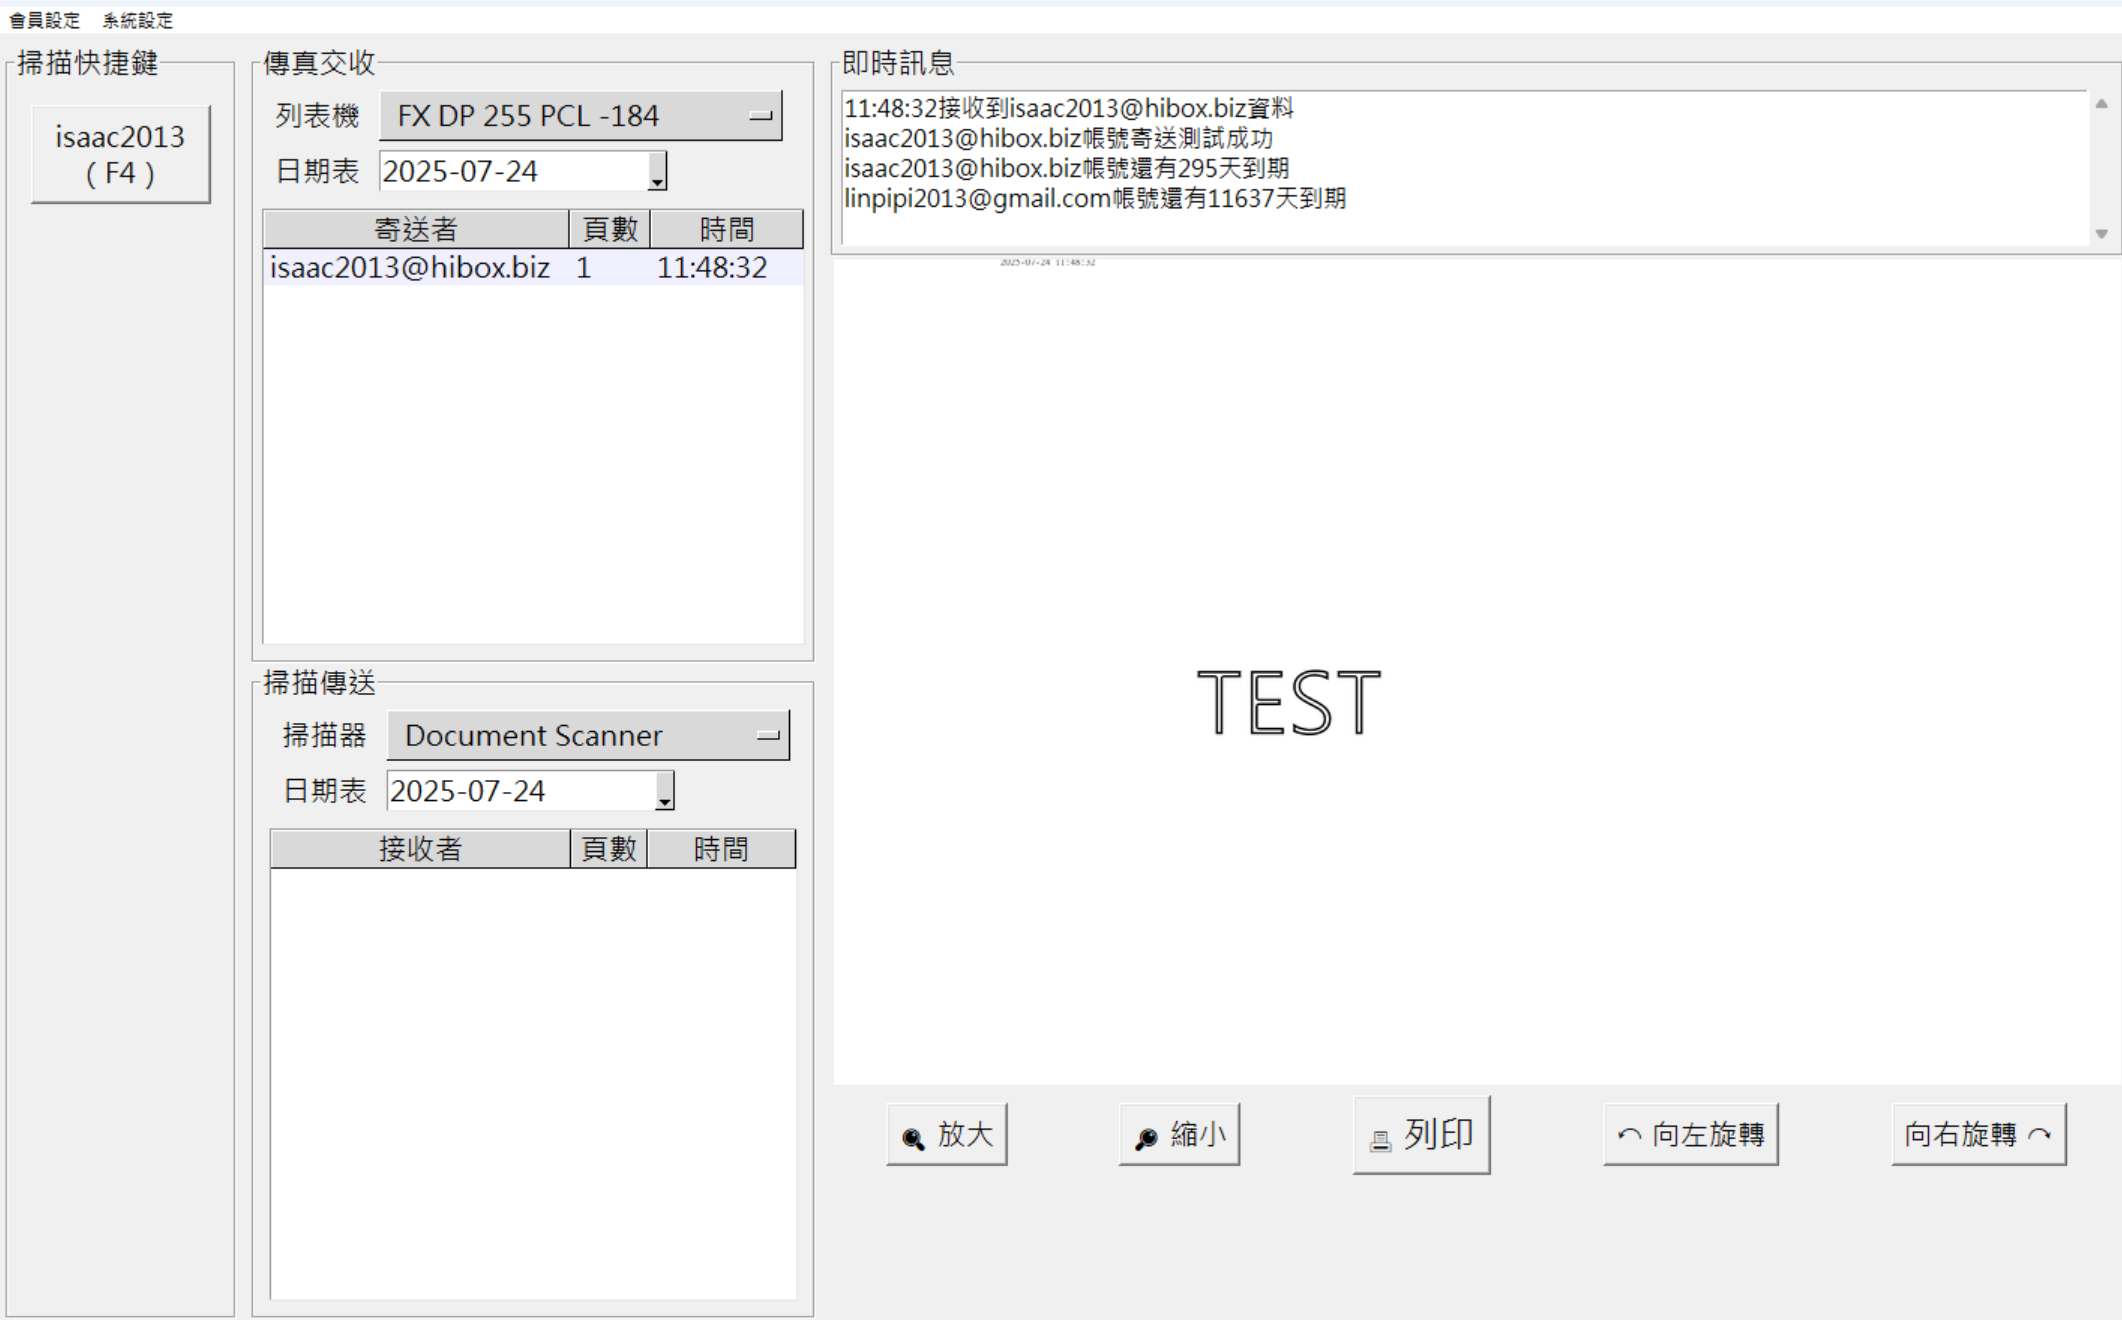 會員設定 系統設定
掃描快捷鍵
isaac2013
( F4 )
傳真交收
列表機 FX DP 255 PCL -184
日期表 2025-07-24
寄送者 頁數 時間
isaac2013@hibox.biz 1 11:48:32
掃描傳送
掃描器 Document Scanner
日期表 2025-07-24
接收者 頁數 時間
即時訊息
11:48:32接收到isaac2013@hibox.biz資料
isaac2013@hibox.biz帳號寄送測試成功
isaac2013@hibox.biz帳號還有295天到期
linpipi2013@gmail.com帳號還有11637天到期
2025-07-24 11:48:32
TEST
放大 縮小 列印 向左旋轉 向右旋轉